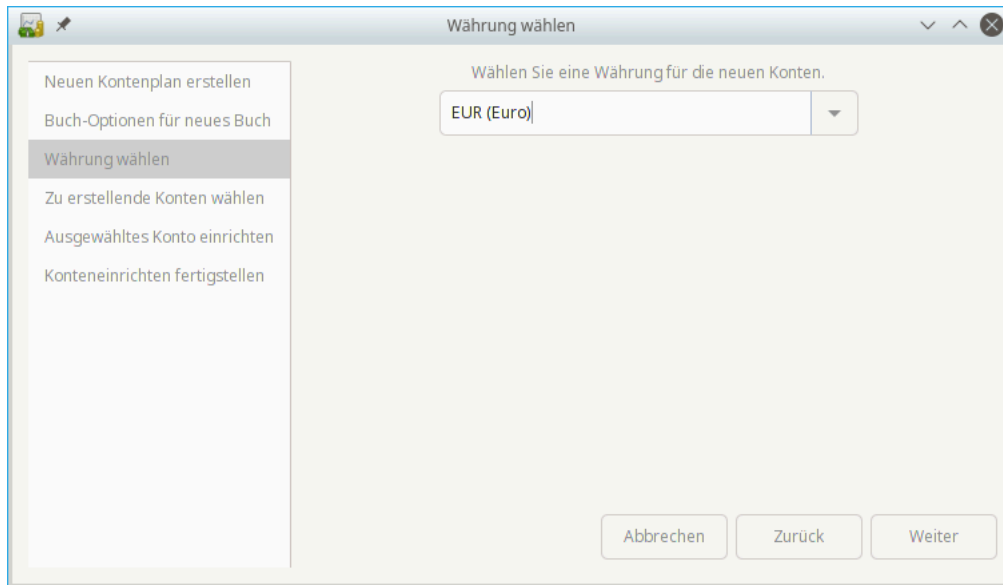 Währung wählen
Neuen Kontenplan erstellen
Buch-Optionen für neues Buch
Währung wählen
Zu erstellende Konten wählen
Ausgewähltes Konto einrichten
Konteneinrichten fertigstellen
Wählen Sie eine Währung für die neuen Konten.
EUR (Euro)
Abbrechen
Zurück
Weiter